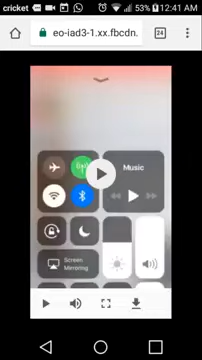 cricket 53% 12:41 AM
eo-iad3-1.xx.fbcdn. 24
Music
Screen
Mirroring